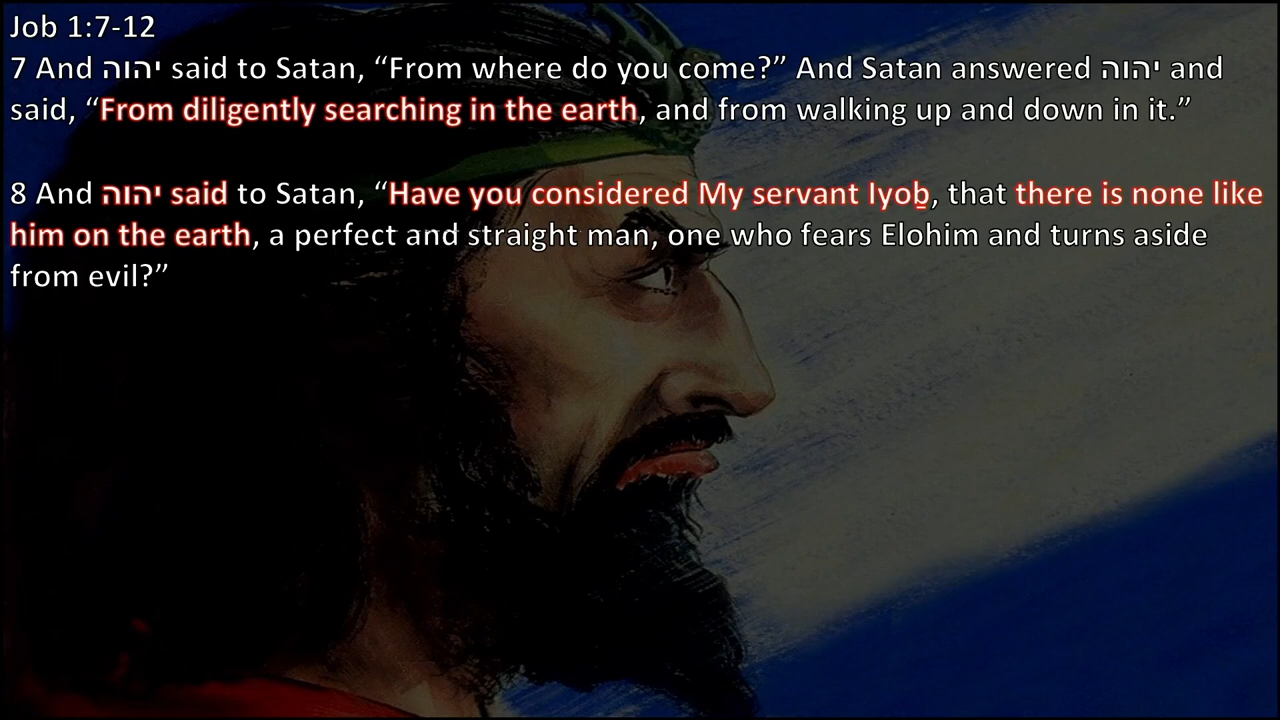 Job 1:7-12
7 And יהוה said to Satan, “From where do you come?” And Satan answered יהוה and
said, “From diligently searching in the earth, and from walking up and down in it.”
8 And יהוה said to Satan, “Have you considered My servant Iyoḇ, that there is none like
him on the earth, a perfect and straight man, one who fears Elohim and turns aside
from evil?”